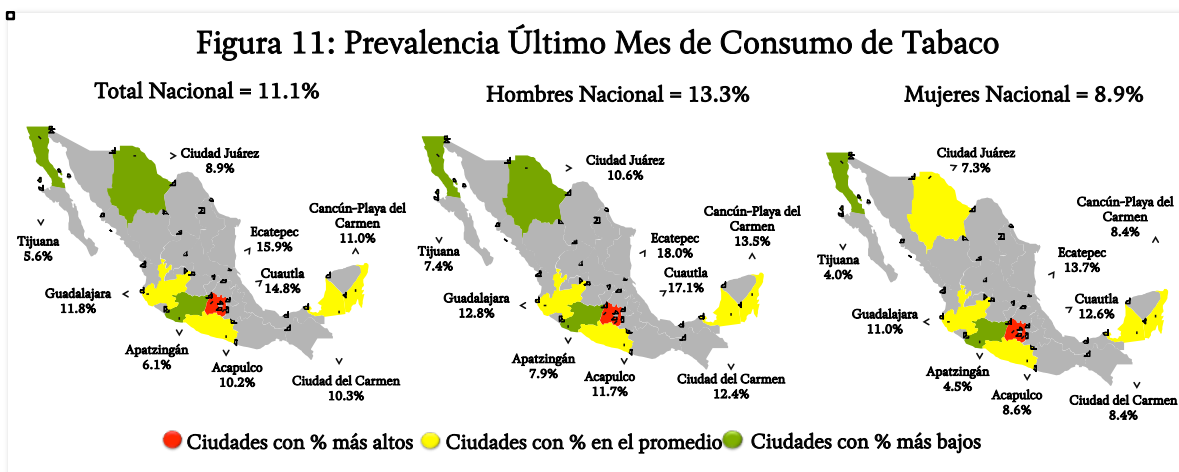 Figura 11: Prevalencia Último Mes de Consumo de Tabaco
Total Nacional = 11.1%
Ciudad Juárez
8.9%
Cancún-Playa del
Carmen
11.0%
Ecatepec
15.9%
Tijuana
5.6%
Cuautla
14.8%
Guadalajara
11.8%
Apatzingán
6.1%
Acapulco
10.2%
Ciudad del Carmen
10.3%
Hombres Nacional = 13.3%
Ciudad Juárez
10.6%
Cancún-Playa del
Carmen
13.5%
Ecatepec
18.0%
Tijuana
7.4%
Cuautla
17.1%
Guadalajara
12.8%
Apatzingán
7.9%
Acapulco
11.7%
Ciudad del Carmen
12.4%
Mujeres Nacional = 8.9%
Ciudad Juárez
7.3%
Cancún-Playa del
Carmen
8.4%
Ecatepec
13.7%
Tijuana
4.0%
Cuautla
12.6%
Guadalajara
11.0%
Apatzingán
4.5%
Acapulco
8.6%
Ciudad del Carmen
8.4%
Ciudades con % más altos
Ciudades con % en el promedio
Ciudades con % más bajos